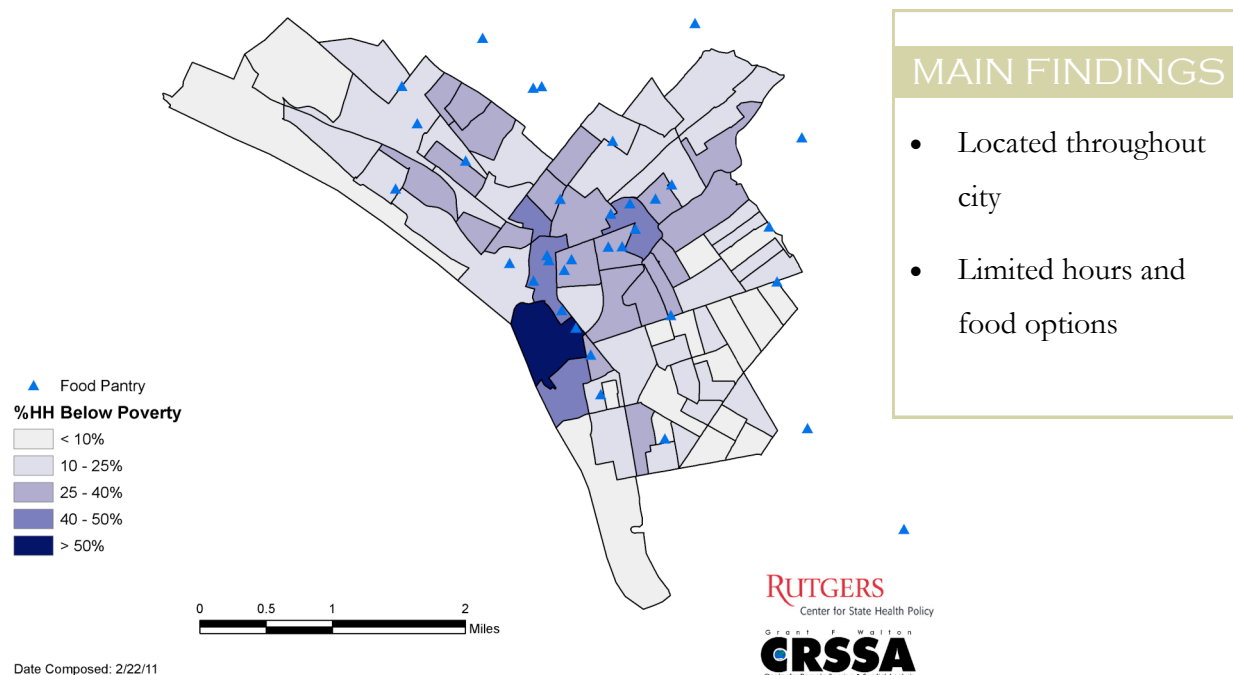 MAIN FINDINGS
• Located throughout
city
• Limited hours and
food options
Food Pantry
%HH Below Poverty
< 10%
10 - 25%
25 - 40%
40 - 50%
> 50%
0 0.5 1 2
Miles
Date Composed: 2/22/11
RUTGERS
Center for State Health Policy
Grant F Walton
CRSSA